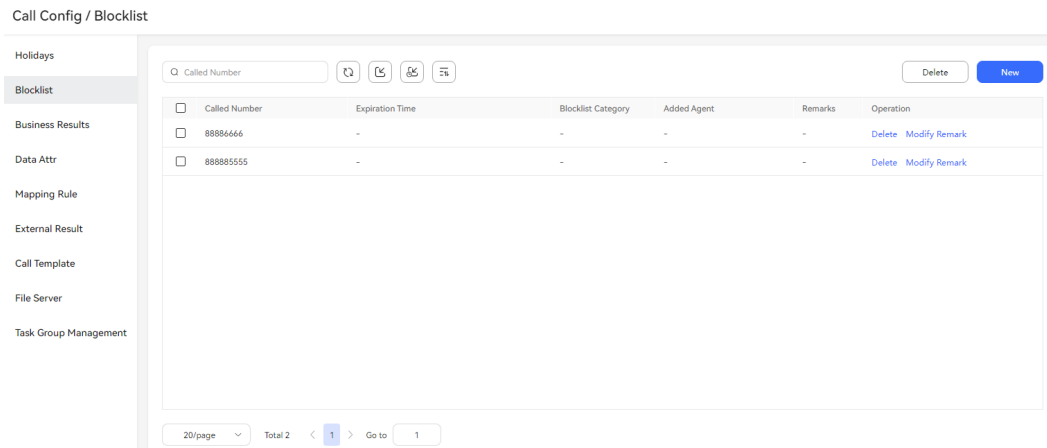 Call Config / Blocklist
Holidays
Blocklist
Business Results
Data Attr
Mapping Rule
External Result
Call Template
File Server
Task Group Management
Called Number
Delete New
Called Number Expiration Time Blocklist Category Added Agent Remarks Operation
88886666 - - - - Delete Modify Remark
888885555 - - - - Delete Modify Remark
20/page Total 2 < 1 > Go to 1